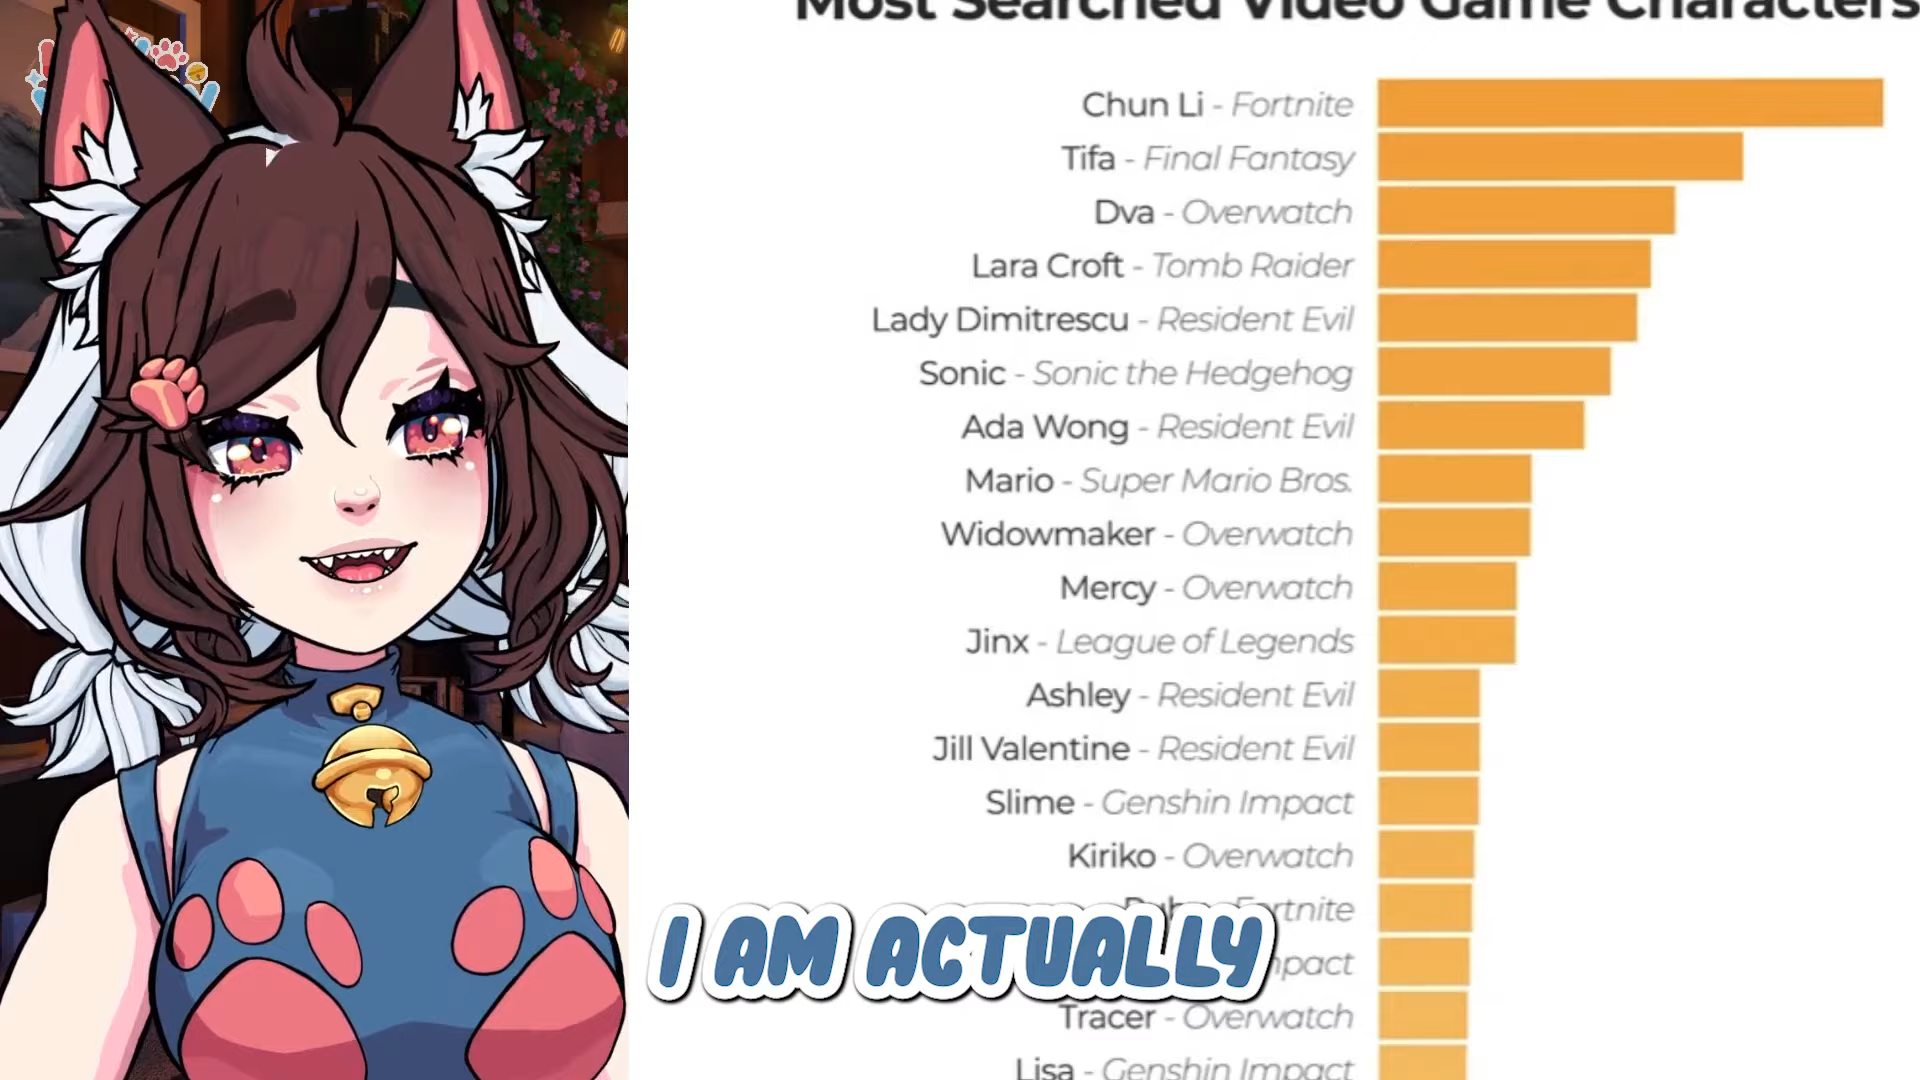 Most Searched Video Game Characters
Chun Li - Fortnite
Tifa - Final Fantasy
Dva - Overwatch
Lara Croft - Tomb Raider
Lady Dimitrescu - Resident Evil
Sonic - Sonic the Hedgehog
Ada Wong - Resident Evil
Mario - Super Mario Bros.
Widowmaker - Overwatch
Mercy - Overwatch
Jinx - League of Legends
Ashley - Resident Evil
Jill Valentine - Resident Evil
Slime - Genshin Impact
Kiriko - Overwatch
I AM ACTUALLY
Tracer - Overwatch
Lisa - Genshin Impact